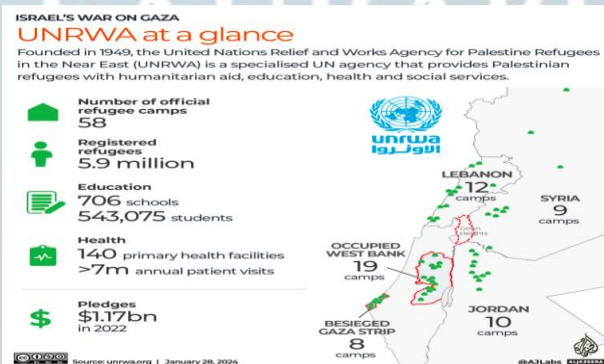 ISRAEL'S WAR ON GAZA
UNRWA at a glance
Founded in 1949, the United Nations Relief and Works Agency for Palestine Refugees
in the Near East (UNRWA) is a specialised UN agency that provides Palestinian
refugees with humanitarian aid, education, health and social services.
Number of official
refugee camps
58
Registered
refugees
5.9 million
Education
706 schools
543,075 students
Health
140 primary health facilities
>7m annual patient visits
Pledges
$1.17bn
in 2022
unrwa
الأونروا
LEBANON
12
camps
SYRIA
9
camps
Golan
Heights
OCCUPIED
WEST BANK
19
camps
JORDAN
10
camps
BESIEGED
GAZA STRIP
8
camps
Source: unrwa.org | January 28, 2024
@AJLabs ALJAZEERA